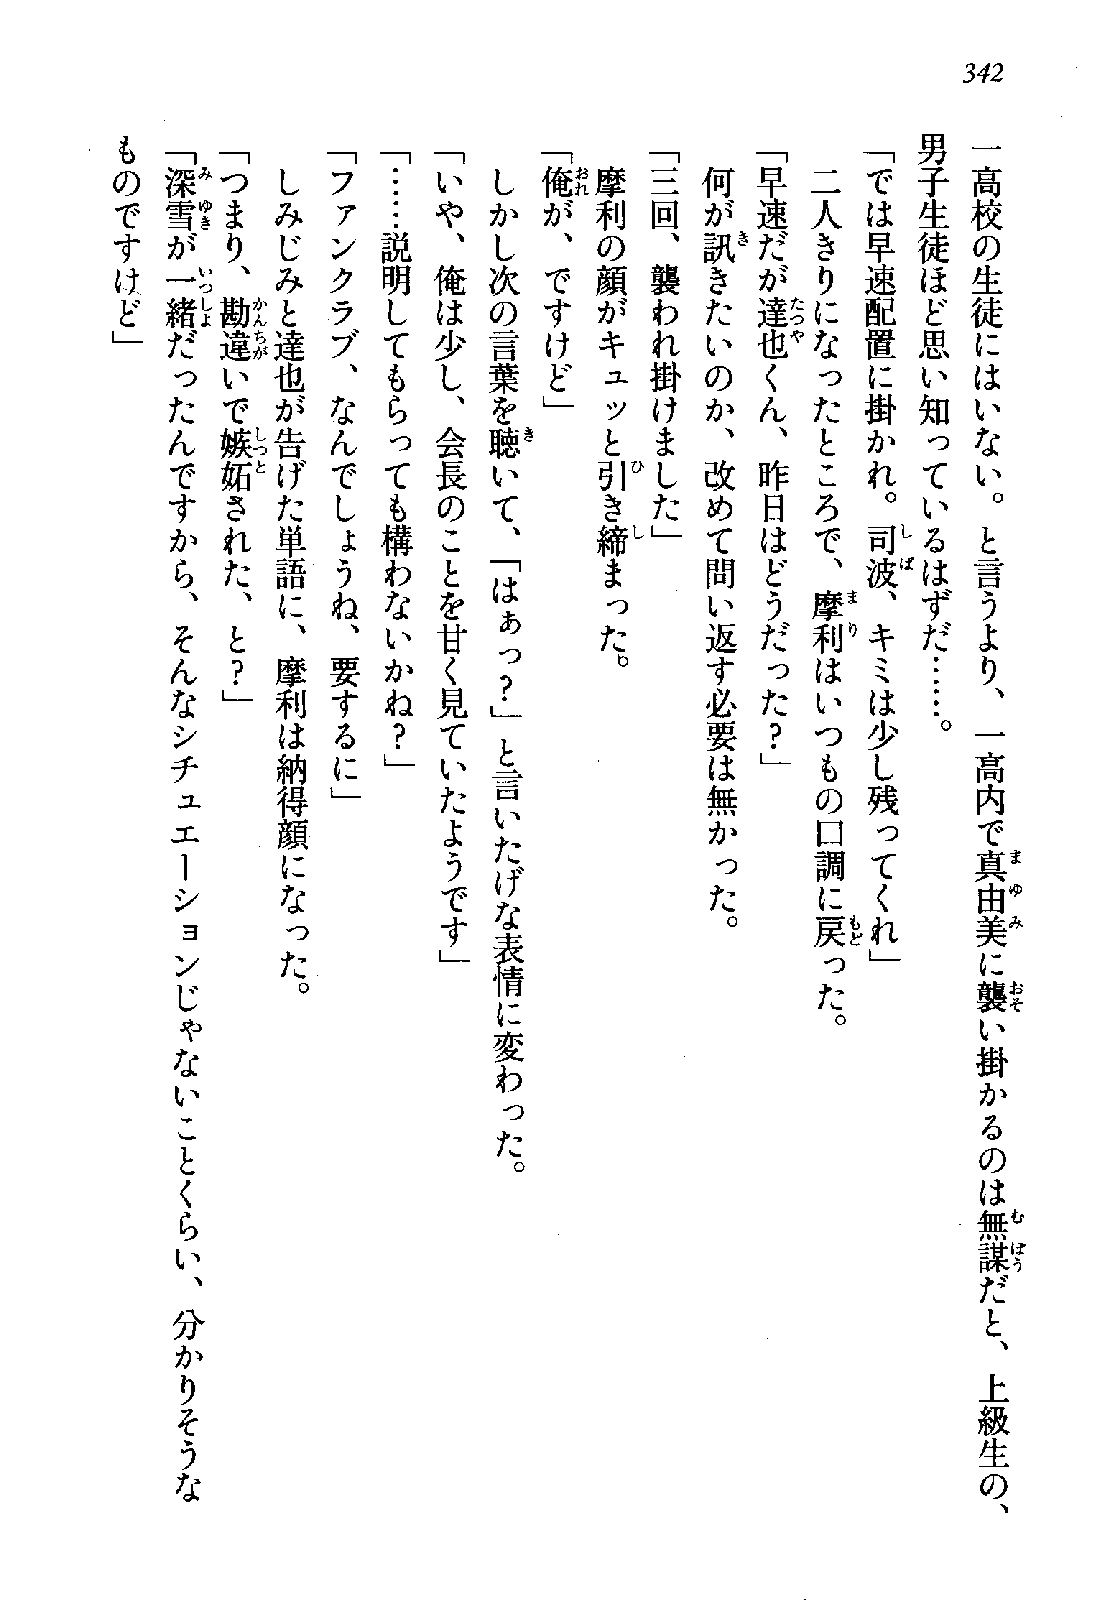 342
一高校の生徒にはいない。と言うより、一高内で真由美に襲い掛かるのは無謀だと、上級生の、
男子生徒ほど思い知っているはずだ……。
「では早速配置に掛かれ。司波、キミは少し残ってくれ」
二人きりになったところで、摩利はいつもの口調に戻った。
「早速だが達也くん、昨日はどうだった？」
何が訊きたいのか、改めて問い返す必要は無かった。
「三回、襲われ掛けました」
摩利の顔がキュッと引き締まった。
「俺が、ですけど」
しかし次の言葉を聴いて、「はぁっ？」と言いたげな表情に変わった。
「いや、俺は少し、会長のことを甘く見ていたようです」
「……説明してもらっても構わないかね？」
「ファンクラブ、なんでしょうね、要するに」
しみじみと達也が告げた単語に、摩利は納得顔になった。
「つまり、勘違いで嫉妬された、と？」
「深雪が一緒だったんですから、そんなシチュエーションじゃないことくらい、分かりそうな
ものですけど」